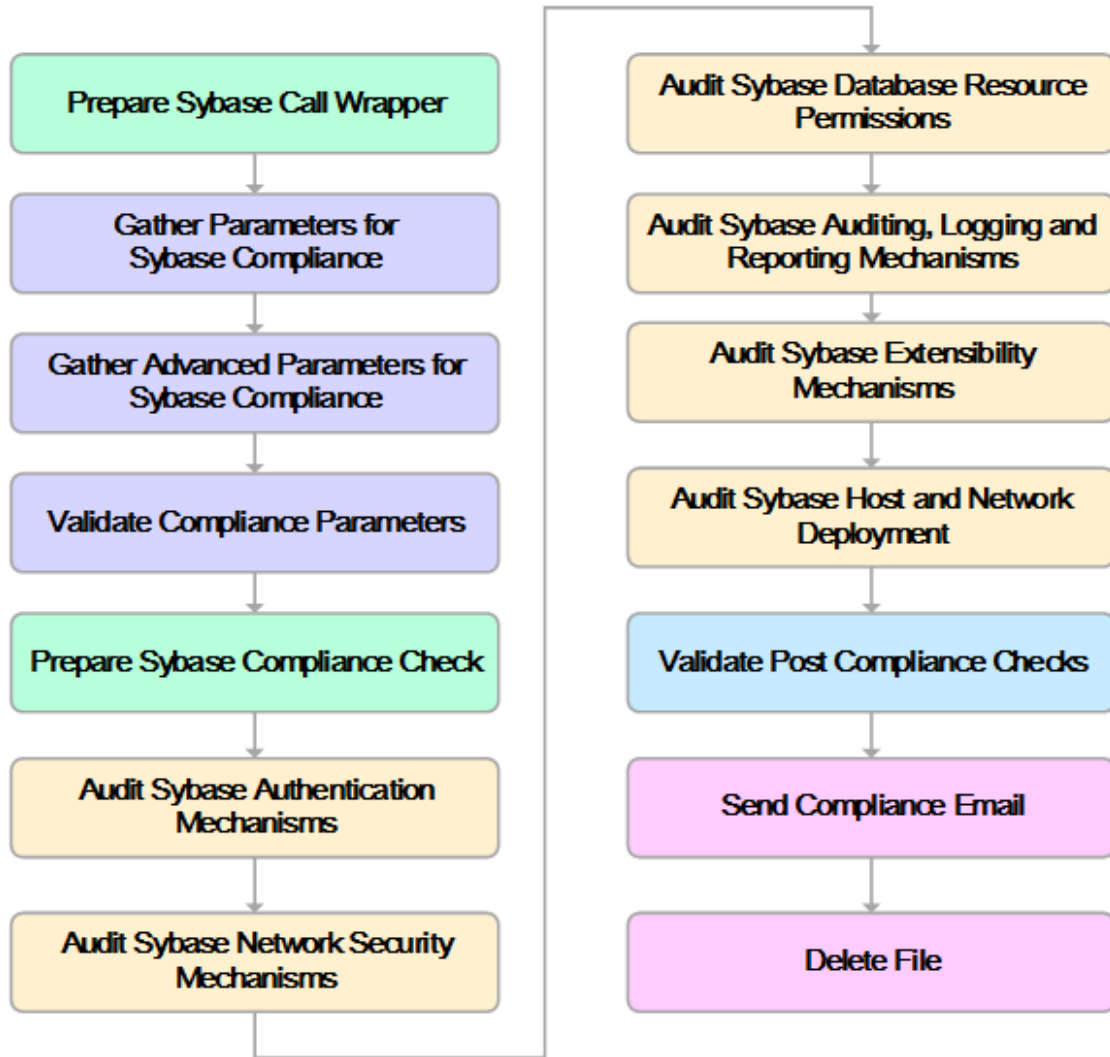 Prepare Sybase Call Wrapper
Gather Parameters for
Sybase Compliance
Gather Advanced Parameters for
Sybase Compliance
Validate Compliance Parameters
Prepare Sybase Compliance Check
Audit Sybase Authentication
Mechanisms
Audit Sybase Network Security
Mechanisms
Audit Sybase Database Resource
Permissions
Audit Sybase Auditing, Logging and
Reporting Mechanisms
Audit Sybase Extensibility
Mechanisms
Audit Sybase Host and Network
Deployment
Validate Post Compliance Checks
Send Compliance Email
Delete File